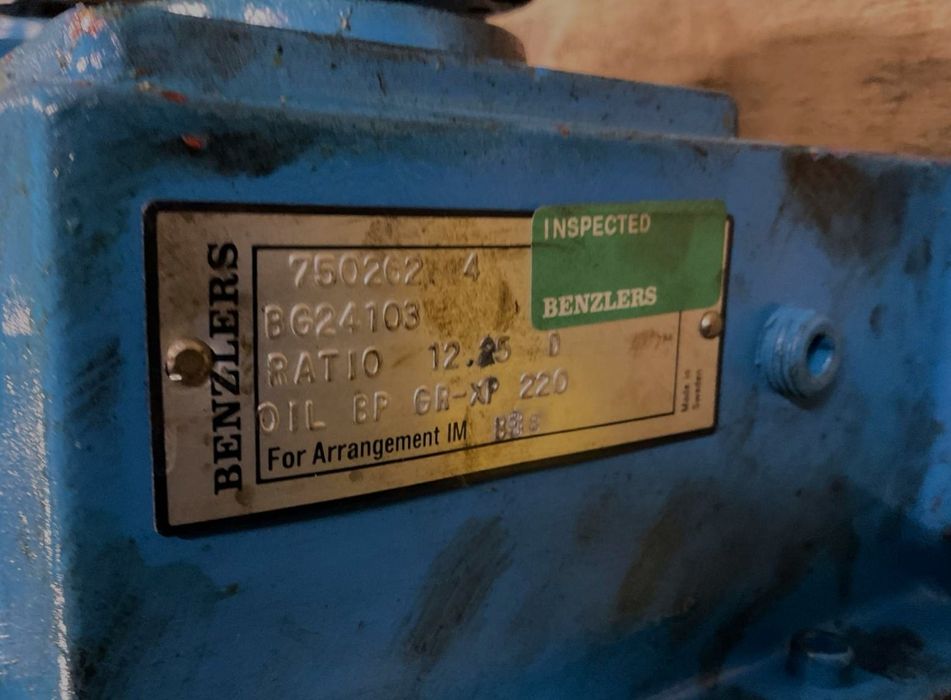 BENZLERS
INSPECTED
BENZLERS
750262 4
BG24103
RATIO 12.25 D
OIL BP GR-XP 220
For Arrangement IM
Made in
Sweden